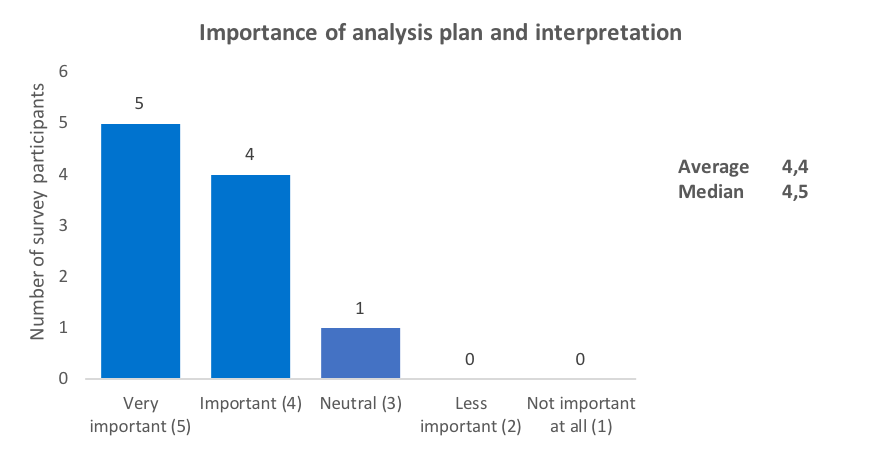 Importance of analysis plan and interpretation
Number of survey participants
6
5
4
3
2
1
0
5
4
1
0
0
Very
important (5)
Important (4)
Neutral (3)
Less
important (2)
Not important
at all (1)
Average 4,4
Median 4,5